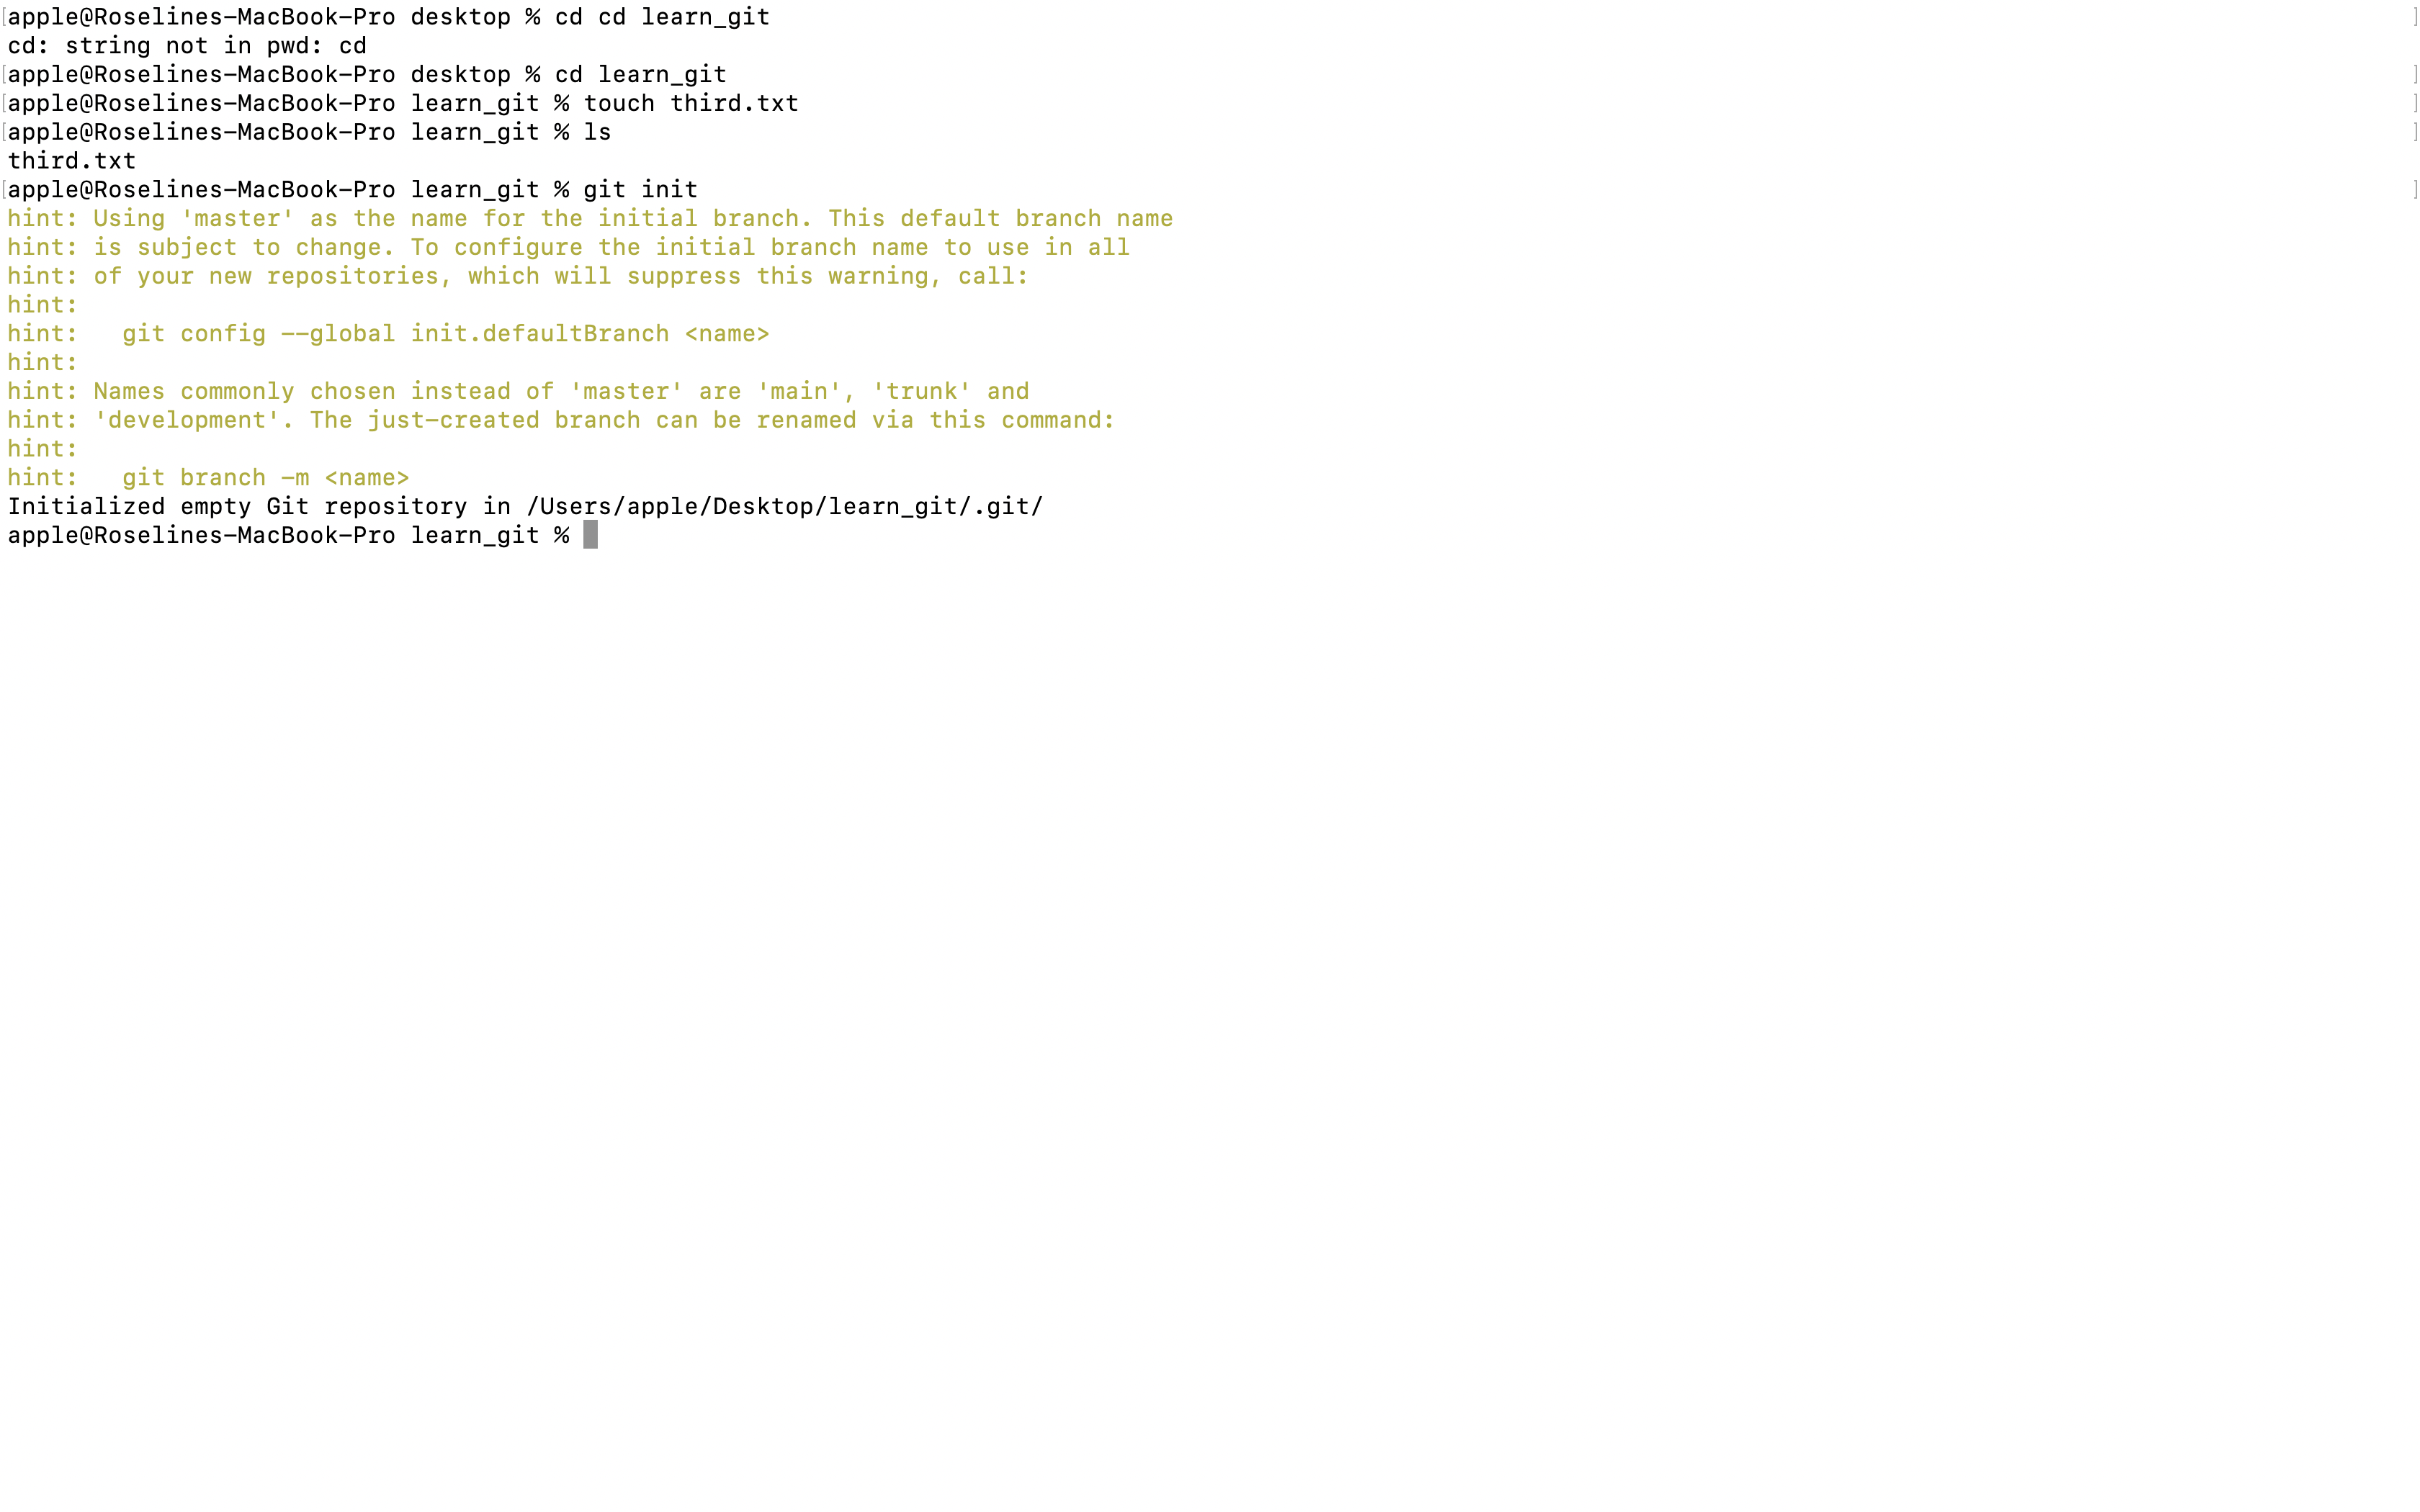 [apple@Roselines-MacBook-Pro desktop % cd cd learn_git ]
cd: string not in pwd: cd
[apple@Roselines-MacBook-Pro desktop % cd learn_git ]
[apple@Roselines-MacBook-Pro learn_git % touch third.txt ]
[apple@Roselines-MacBook-Pro learn_git % ls ]
third.txt
[apple@Roselines-MacBook-Pro learn_git % git init ]
hint: Using 'master' as the name for the initial branch. This default branch name
hint: is subject to change. To configure the initial branch name to use in all
hint: of your new repositories, which will suppress this warning, call:
hint:
hint:   git config --global init.defaultBranch <name>
hint:
hint: Names commonly chosen instead of 'master' are 'main', 'trunk' and
hint: 'development'. The just-created branch can be renamed via this command:
hint:
hint:   git branch -m <name>
Initialized empty Git repository in /Users/apple/Desktop/learn_git/.git/
apple@Roselines-MacBook-Pro learn_git %